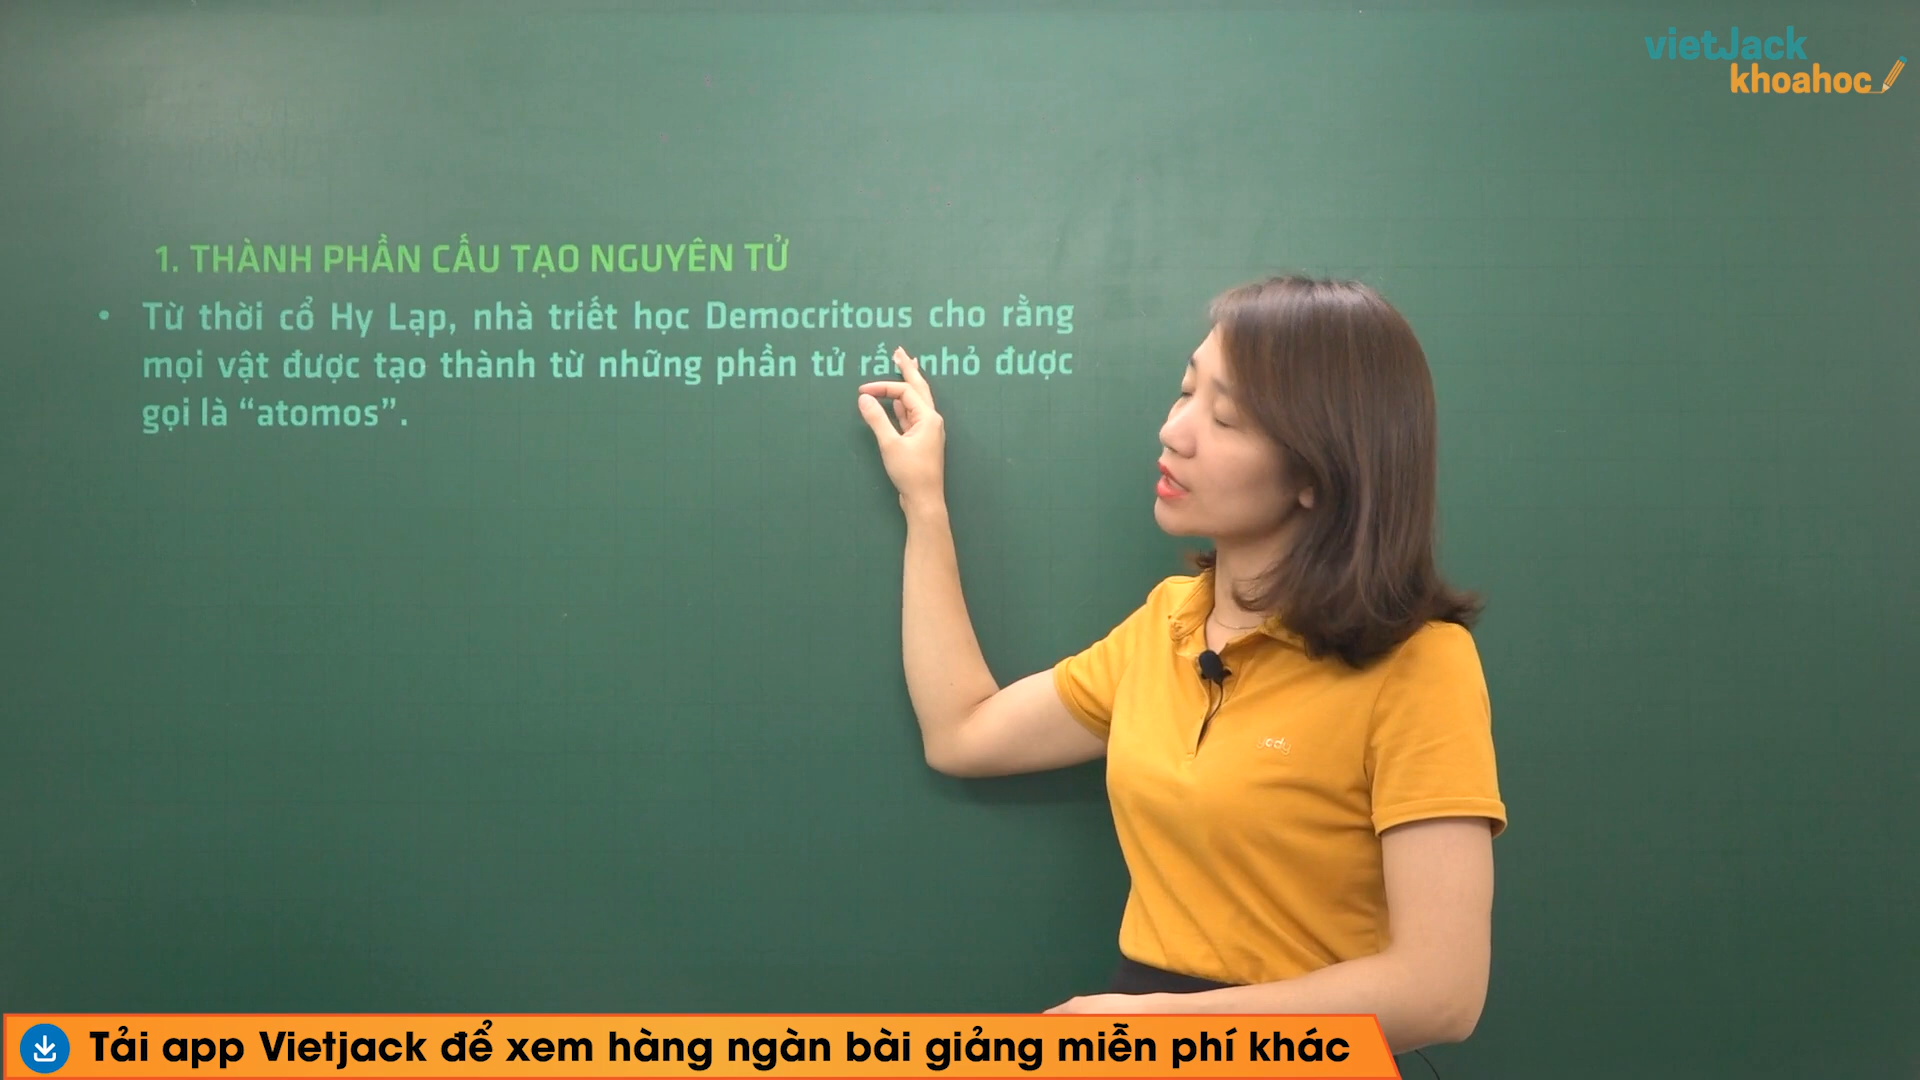 vietJack
khoahoc
1. THÀNH PHẦN CẤU TẠO NGUYÊN TỬ
• Từ thời cổ Hy Lạp, nhà triết học Democritous cho rằng
mọi vật được tạo thành từ những phần tử rất nhỏ được
gọi là “atomos”.
yody
Tải app Vietjack để xem hàng ngàn bài giảng miễn phí khác